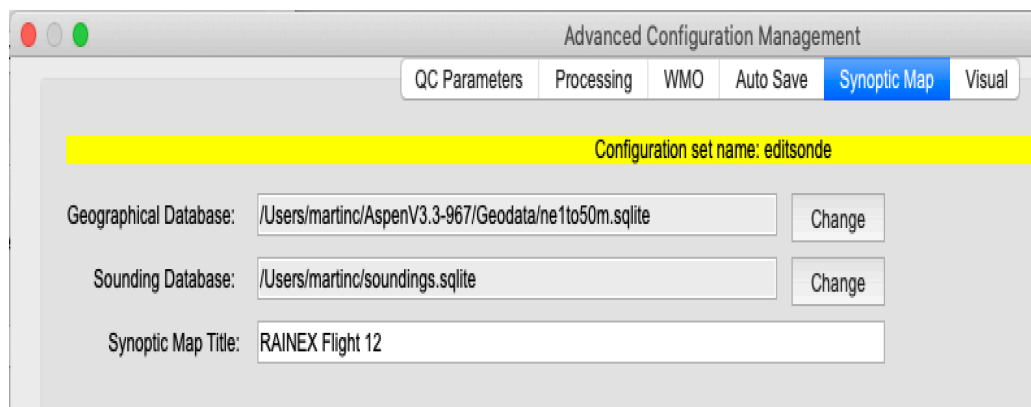 Advanced Configuration Management
QC Parameters Processing WMO Auto Save Synoptic Map Visual
Configuration set name: editsonde
Geographical Database: /Users/martinc/AspenV3.3-967/Geodata/ne1to50m.sqlite Change
Sounding Database: /Users/martinc/soundings.sqlite Change
Synoptic Map Title: RAINEX Flight 12